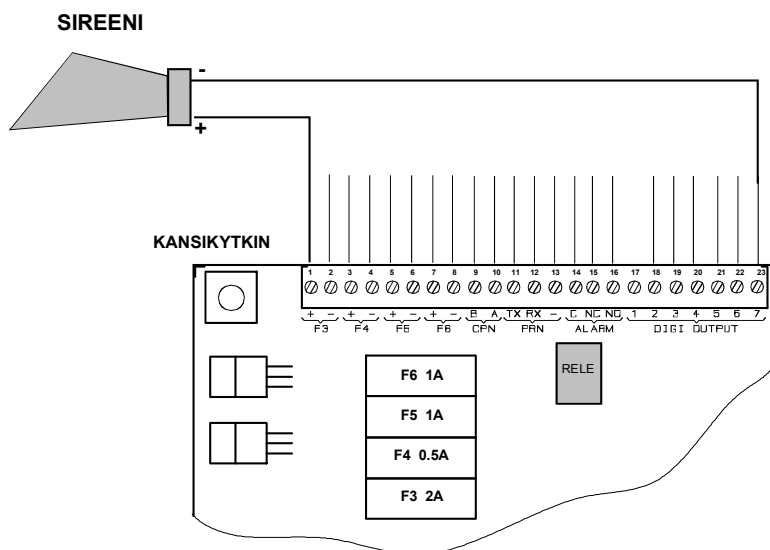 SIREENI
-
+
KANSIKYTKIN
1 2 3 4 5 6 7 8 9 10 11 12 13 14 15 16 17 18 19 20 21 22 23
+ - + - + - + - B A TX RX - C NC NO 1 2 3 4 5 6 7
F3 F4 F5 F6 CPN PRN ALARM DIGI OUTPUT
F6 1A
RELE
F5 1A
F4 0.5A
F3 2A